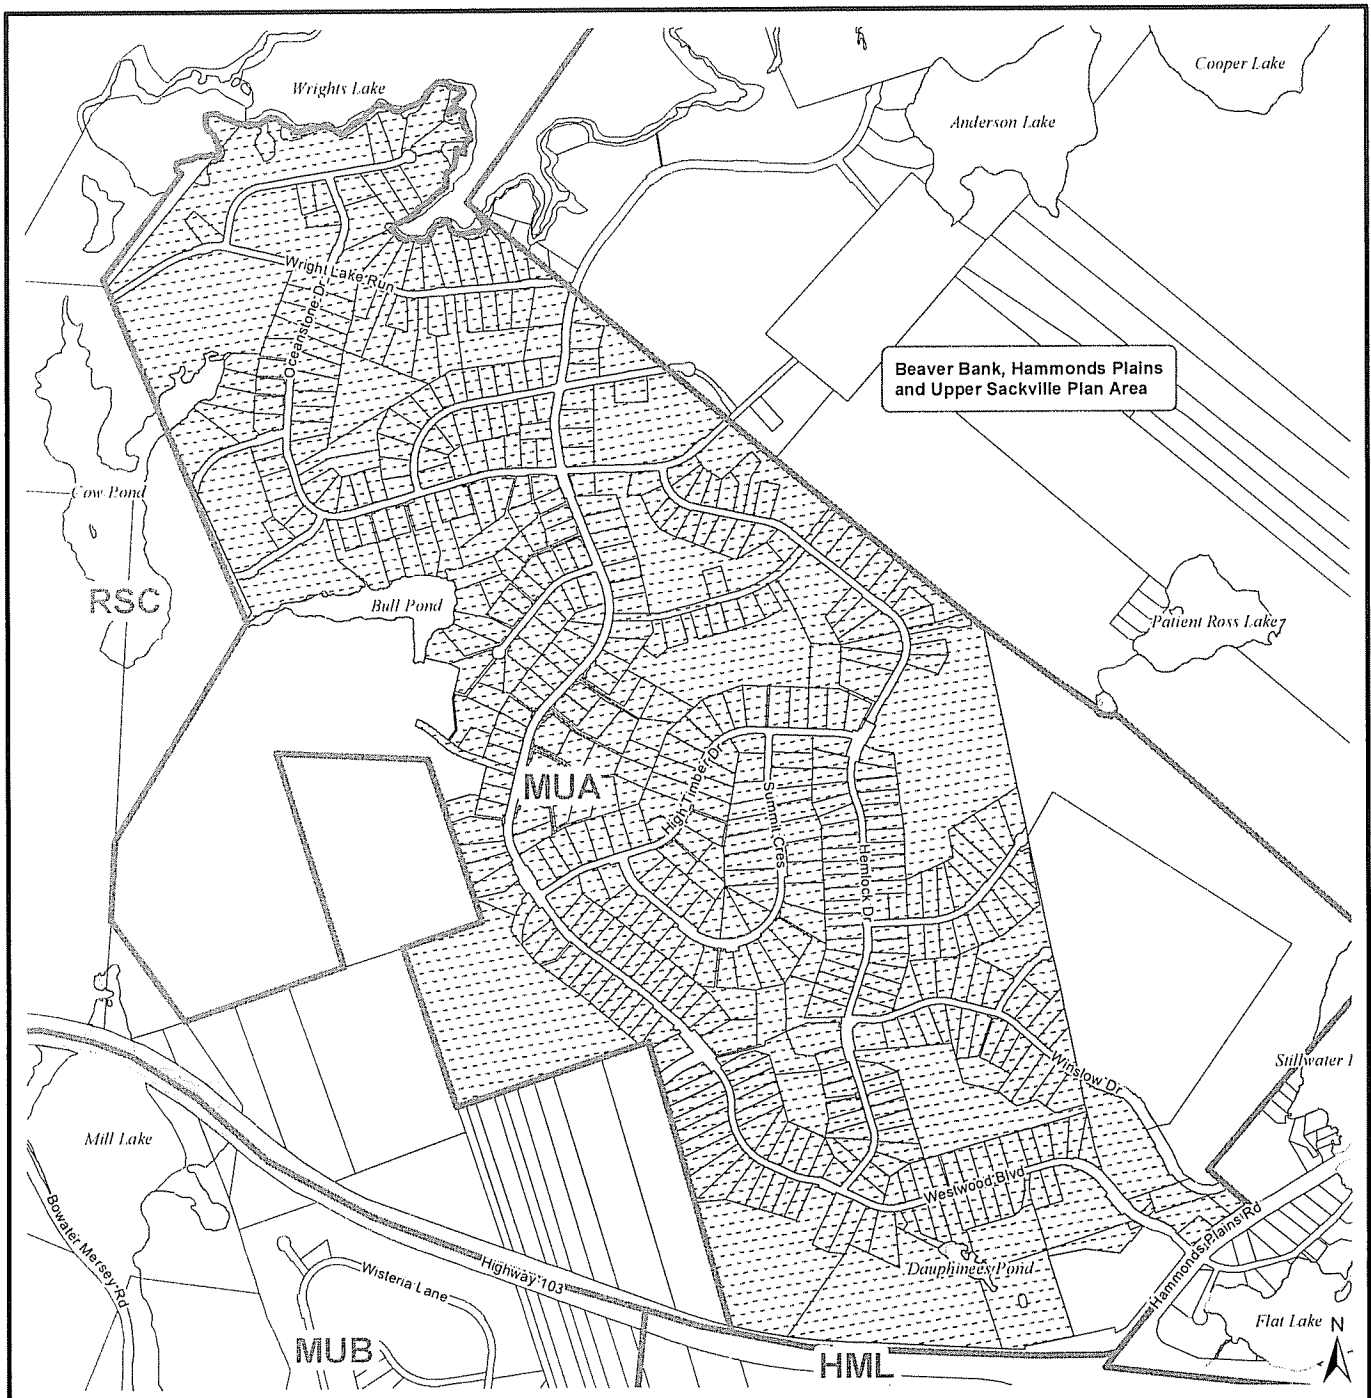 Wrights Lake
Cooper Lake
Anderson Lake
Wright Lake Run
Oceanstone Dr
Beaver Bank, Hammonds Plains
and Upper Sackville Plan Area
Cow Pond
RSC
Bull Pond
Patient Ross Lake
MUA
High Timber Dr
Summit Cres
Hemlock Dr
Winslow Dr
Stillwater
Mill Lake
Westwood Blvd
Bowater Mersey Rd
Hammonds Plains Rd
Dauphinees Pond
Highway 103
Wisteria Lane
Flat Lake
N
MUB
HML